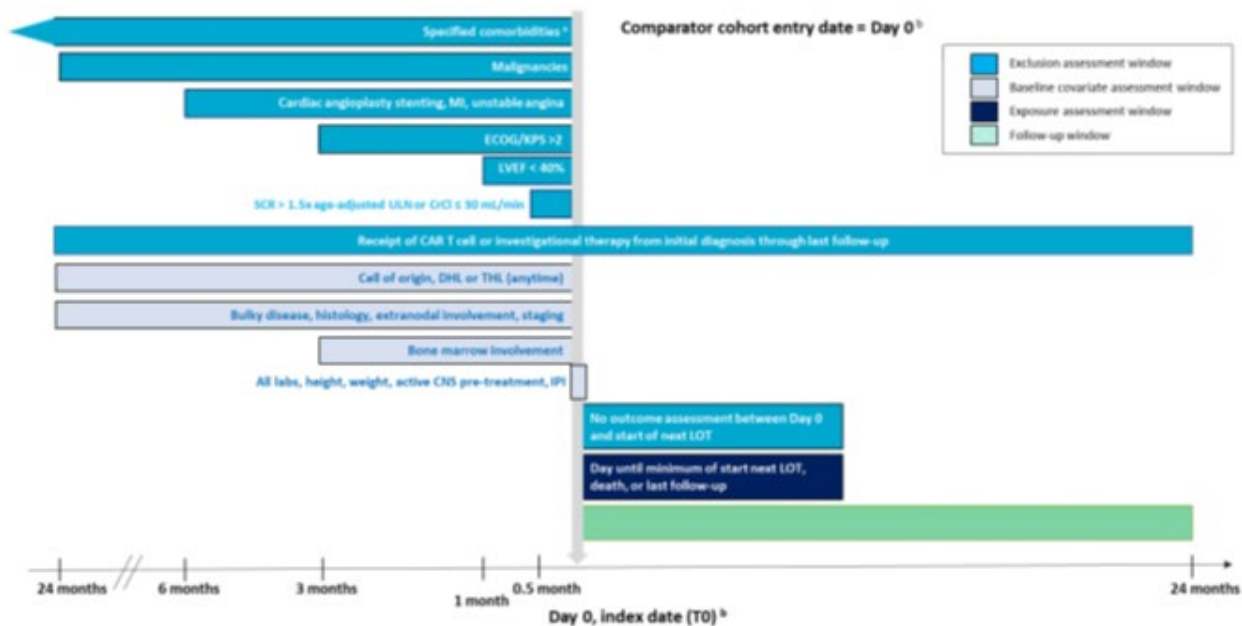 Specified comorbidities a
Comparator cohort entry date = Day 0 b
Exclusion assessment window
Baseline covariate assessment window
Exposure assessment window
Follow-up window
Malignancies
Cardiac angioplasty stenting, MI, unstable angina
ECOG/KPS >2
LVEF < 40%
SCR > 1.5x age-adjusted ULN or CrCl ≤ 30 mL/min
Receipt of CAR T cell or investigational therapy from initial diagnosis through last follow-up
Cell of origin, DHL or THL (anytime)
Bulky disease, histology, extranodal involvement, staging
Bone marrow involvement
All labs, height, weight, active CNS pre-treatment, IPI
No outcome assessment between Day 0
and start of next LOT
Day until minimum of start next LOT,
death, or last follow-up
24 months
6 months
3 months
1 month
0.5 month
24 months
Day 0, index date (T0) b